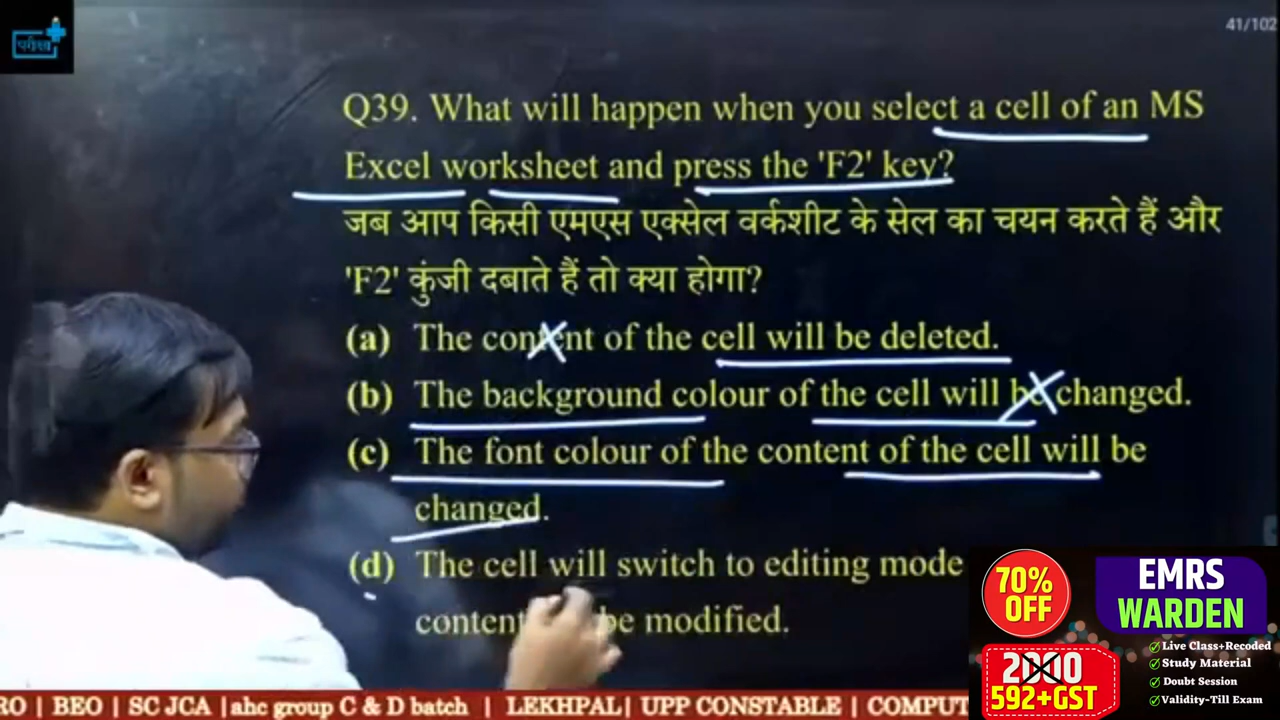 परीक्षा
41/102
Q39. What will happen when you select a cell of an MS
Excel worksheet and press the 'F2' key?
जब आप किसी एमएस एक्सेल वर्कशीट के सेल का चयन करते हैं और
'F2' कुंजी दबाते हैं तो क्या होगा?
(a) The content of the cell will be deleted.
(b) The background colour of the cell will be changed.
(c) The font colour of the content of the cell will be
changed.
(d) The cell will switch to editing mode
content be modified.
70%
OFF
EMRS
WARDEN
2000
592+GST
Live Class+Recoded
Study Material
Doubt Session
Validity-Till Exam
RO | BEO | SC JCA |ahc group C & D batch | LEKHPAL| UPP CONSTABLE | COMPUT